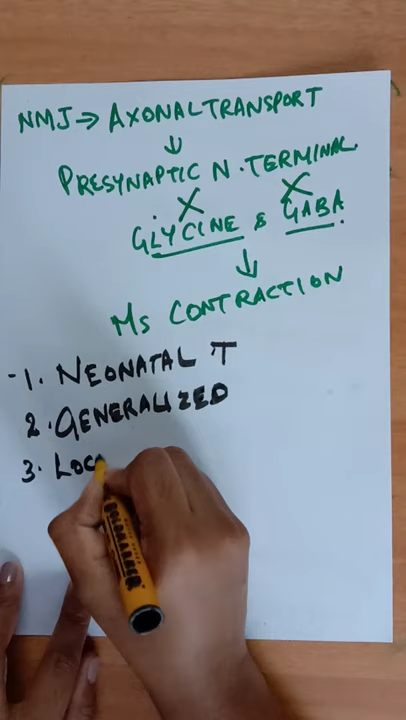 NMJ → AXONAL TRANSPORT
↓
PRESYNAPTIC N. TERMINAL
X X
GLYCINE & GABA.
↓
Ms CONTRACTION
-1. NEONATAL T
2. GENERALIZED
3. LOC